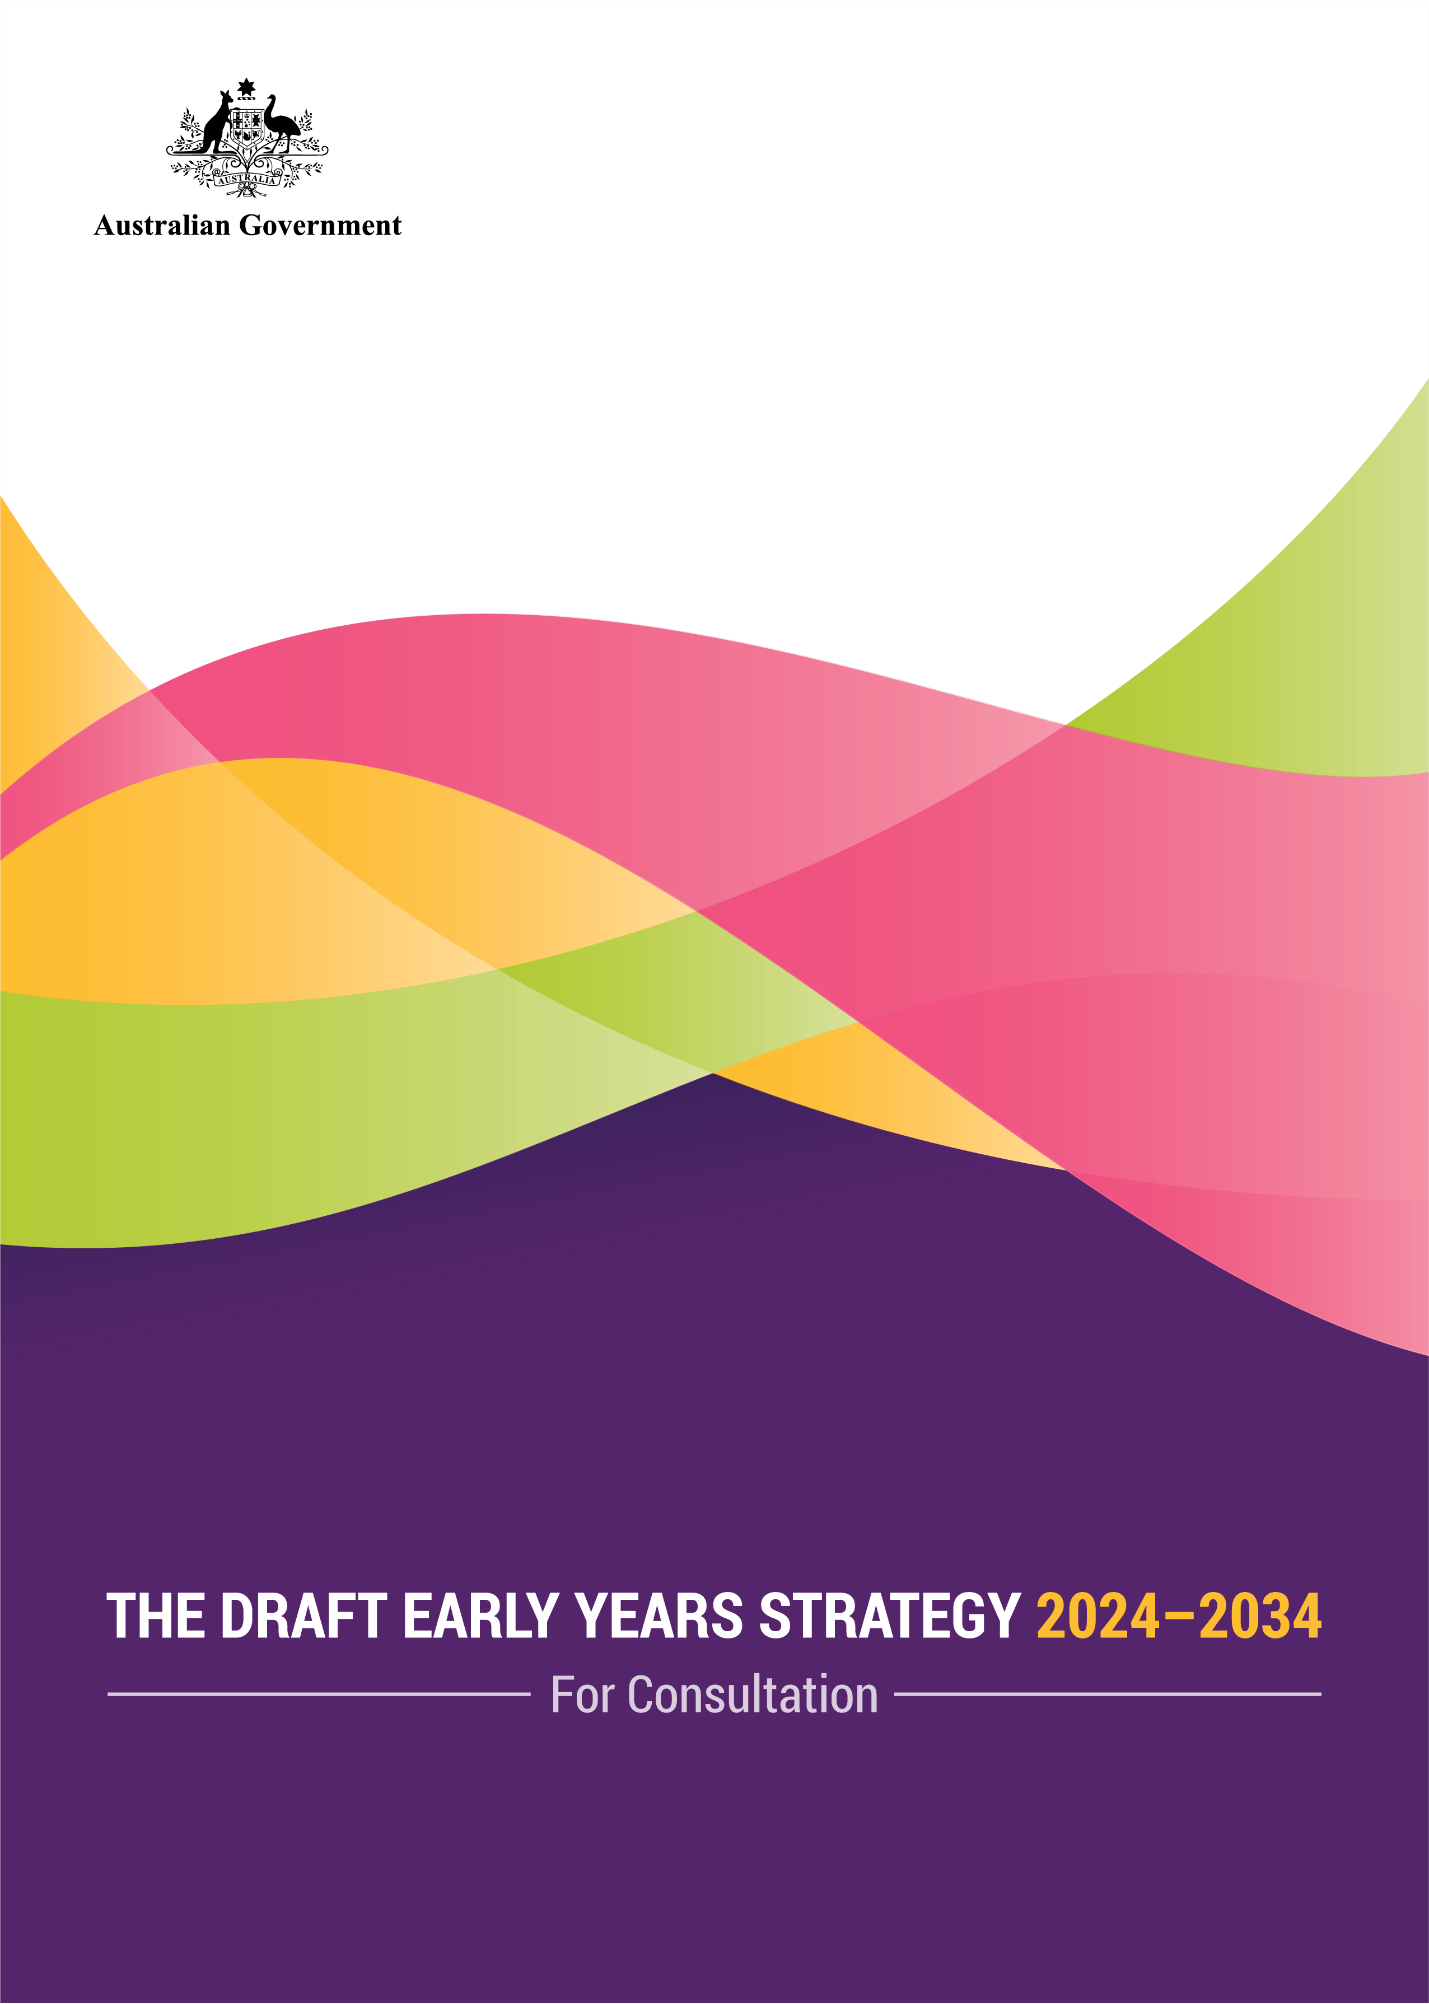 AUSTRALIA
Australian Government
THE DRAFT EARLY YEARS STRATEGY 2024–2034
For Consultation